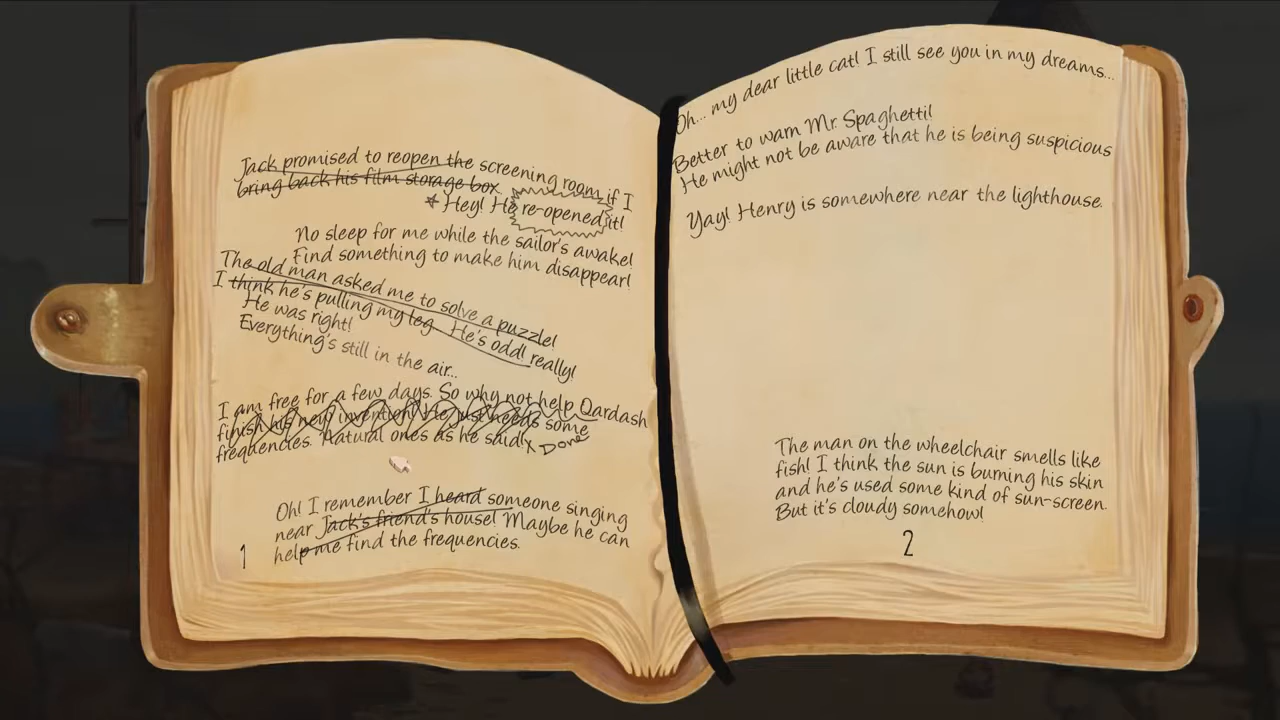 Jack promised to reopen the screening room if I
bring back his film storage box
* Hey! He re-opened it!
No sleep for me while the sailor's awake!
Find something to make him disappear!
The old man asked me to solve a puzzle!
I think he's pulling my leg. He's odd! really!
He was right!
Everything's still in the air...
I am free for a few days. So why not help Qardash
finish his new invention! He just needs some
frequencies. Natural ones as he said! x Done
Oh! I remember I heard someone singing
near Jack's friend's house! Maybe he can
help me find the frequencies.
1
Oh... my dear little cat! I still see you in my dreams...
Better to warn Mr. Spaghetti!
He might not be aware that he is being suspicious
Yay! Henry is somewhere near the lighthouse.
The man on the wheelchair smells like
fish! I think the sun is burning his skin
and he's used some kind of sun-screen.
But it's cloudy somehow!
2